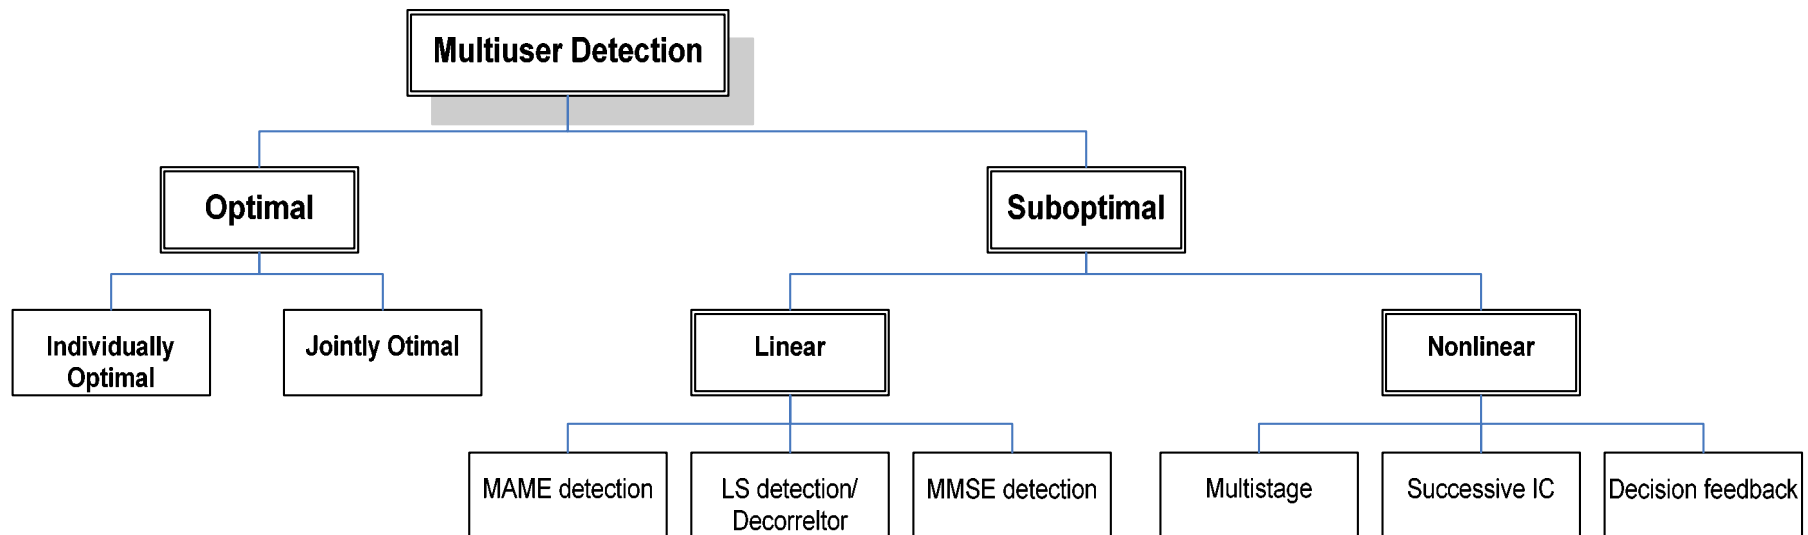 Multiuser Detection
Optimal
Suboptimal
Individually
Optimal
Jointly Otimal
Linear
Nonlinear
MAME detection
LS detection/
Decorreltor
MMSE detection
Multistage
Successive IC
Decision feedback